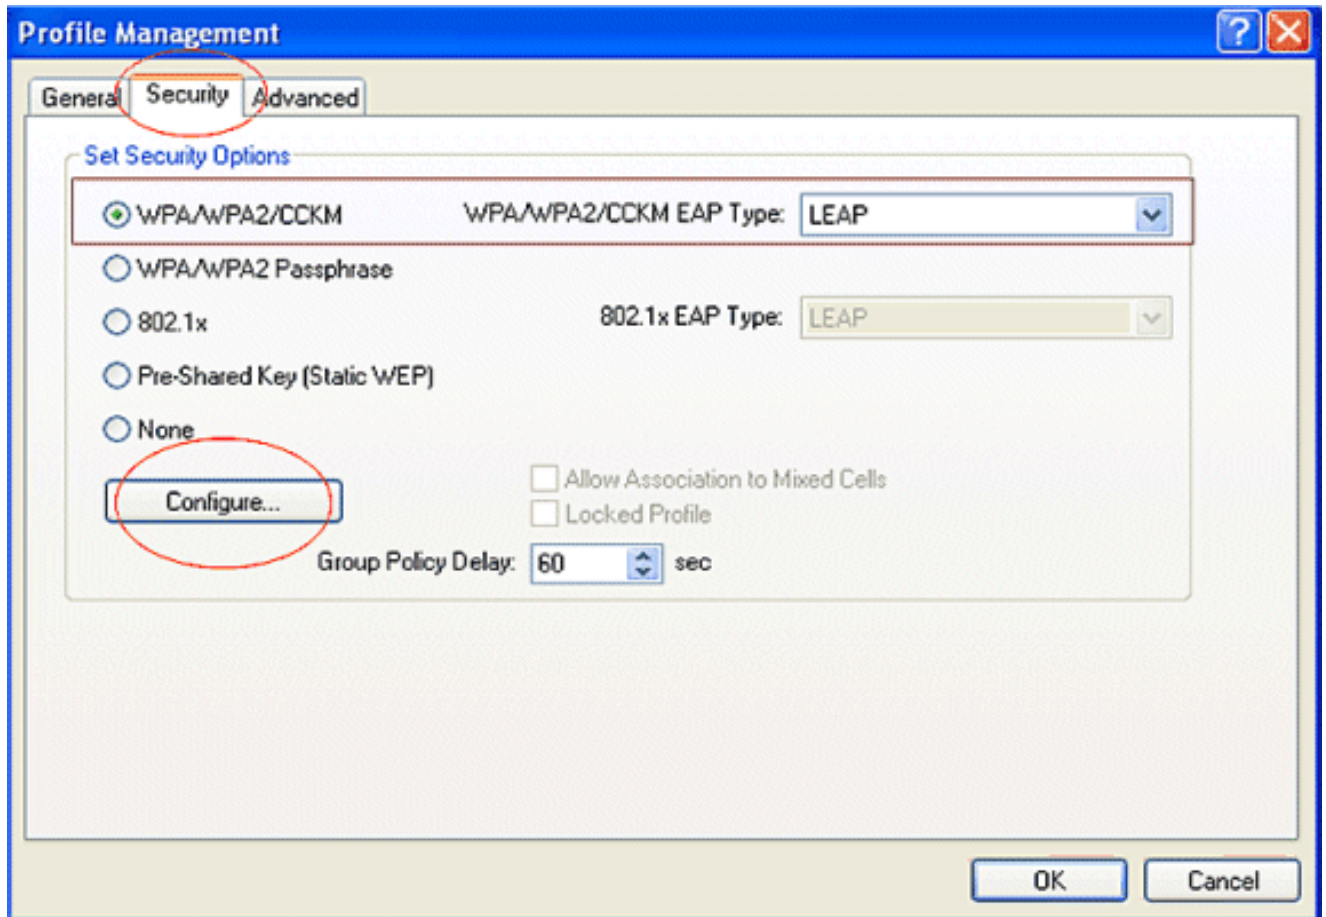 Profile Management
General Security Advanced
Set Security Options
WPA/WPA2/CCKM WPA/WPA2/CCKM EAP Type: LEAP
WPA/WPA2 Passphrase
802.1x 802.1x EAP Type: LEAP
Pre-Shared Key (Static WEP)
None
Configure... Allow Association to Mixed Cells
Locked Profile
Group Policy Delay: 60 sec
OK Cancel